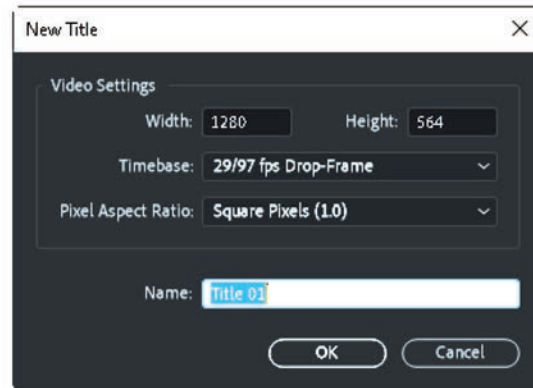 New Title
Video Settings
Width: 1280 Height: 564
Timebase: 29/97 fps Drop-Frame
Pixel Aspect Ratio: Square Pixels (1.0)
Name: Title 01
OK Cancel